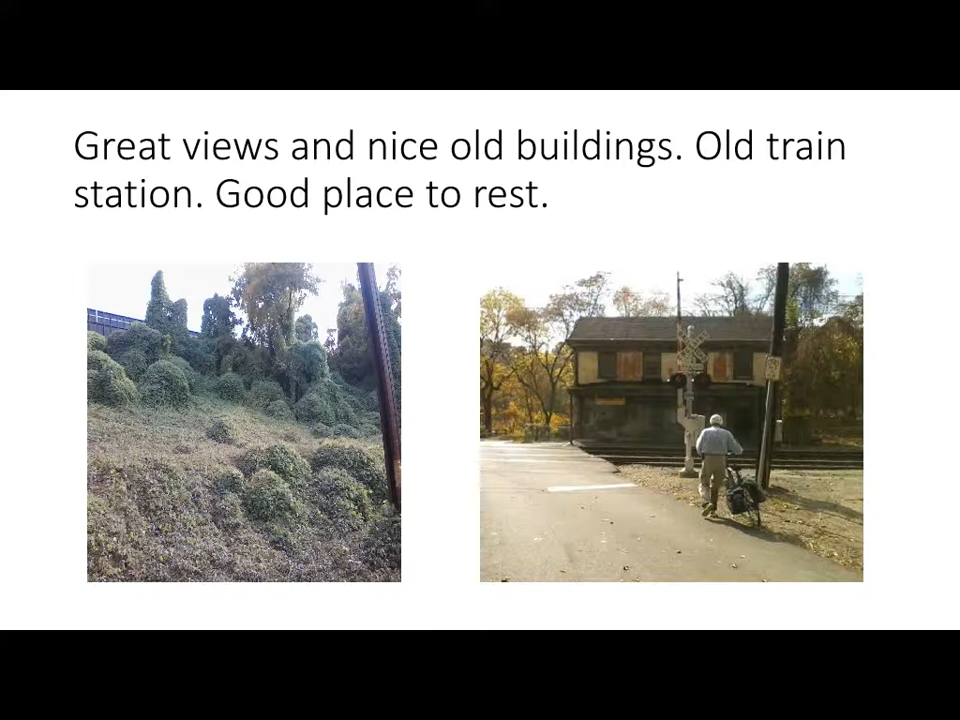 Great views and nice old buildings. Old train
station. Good place to rest.